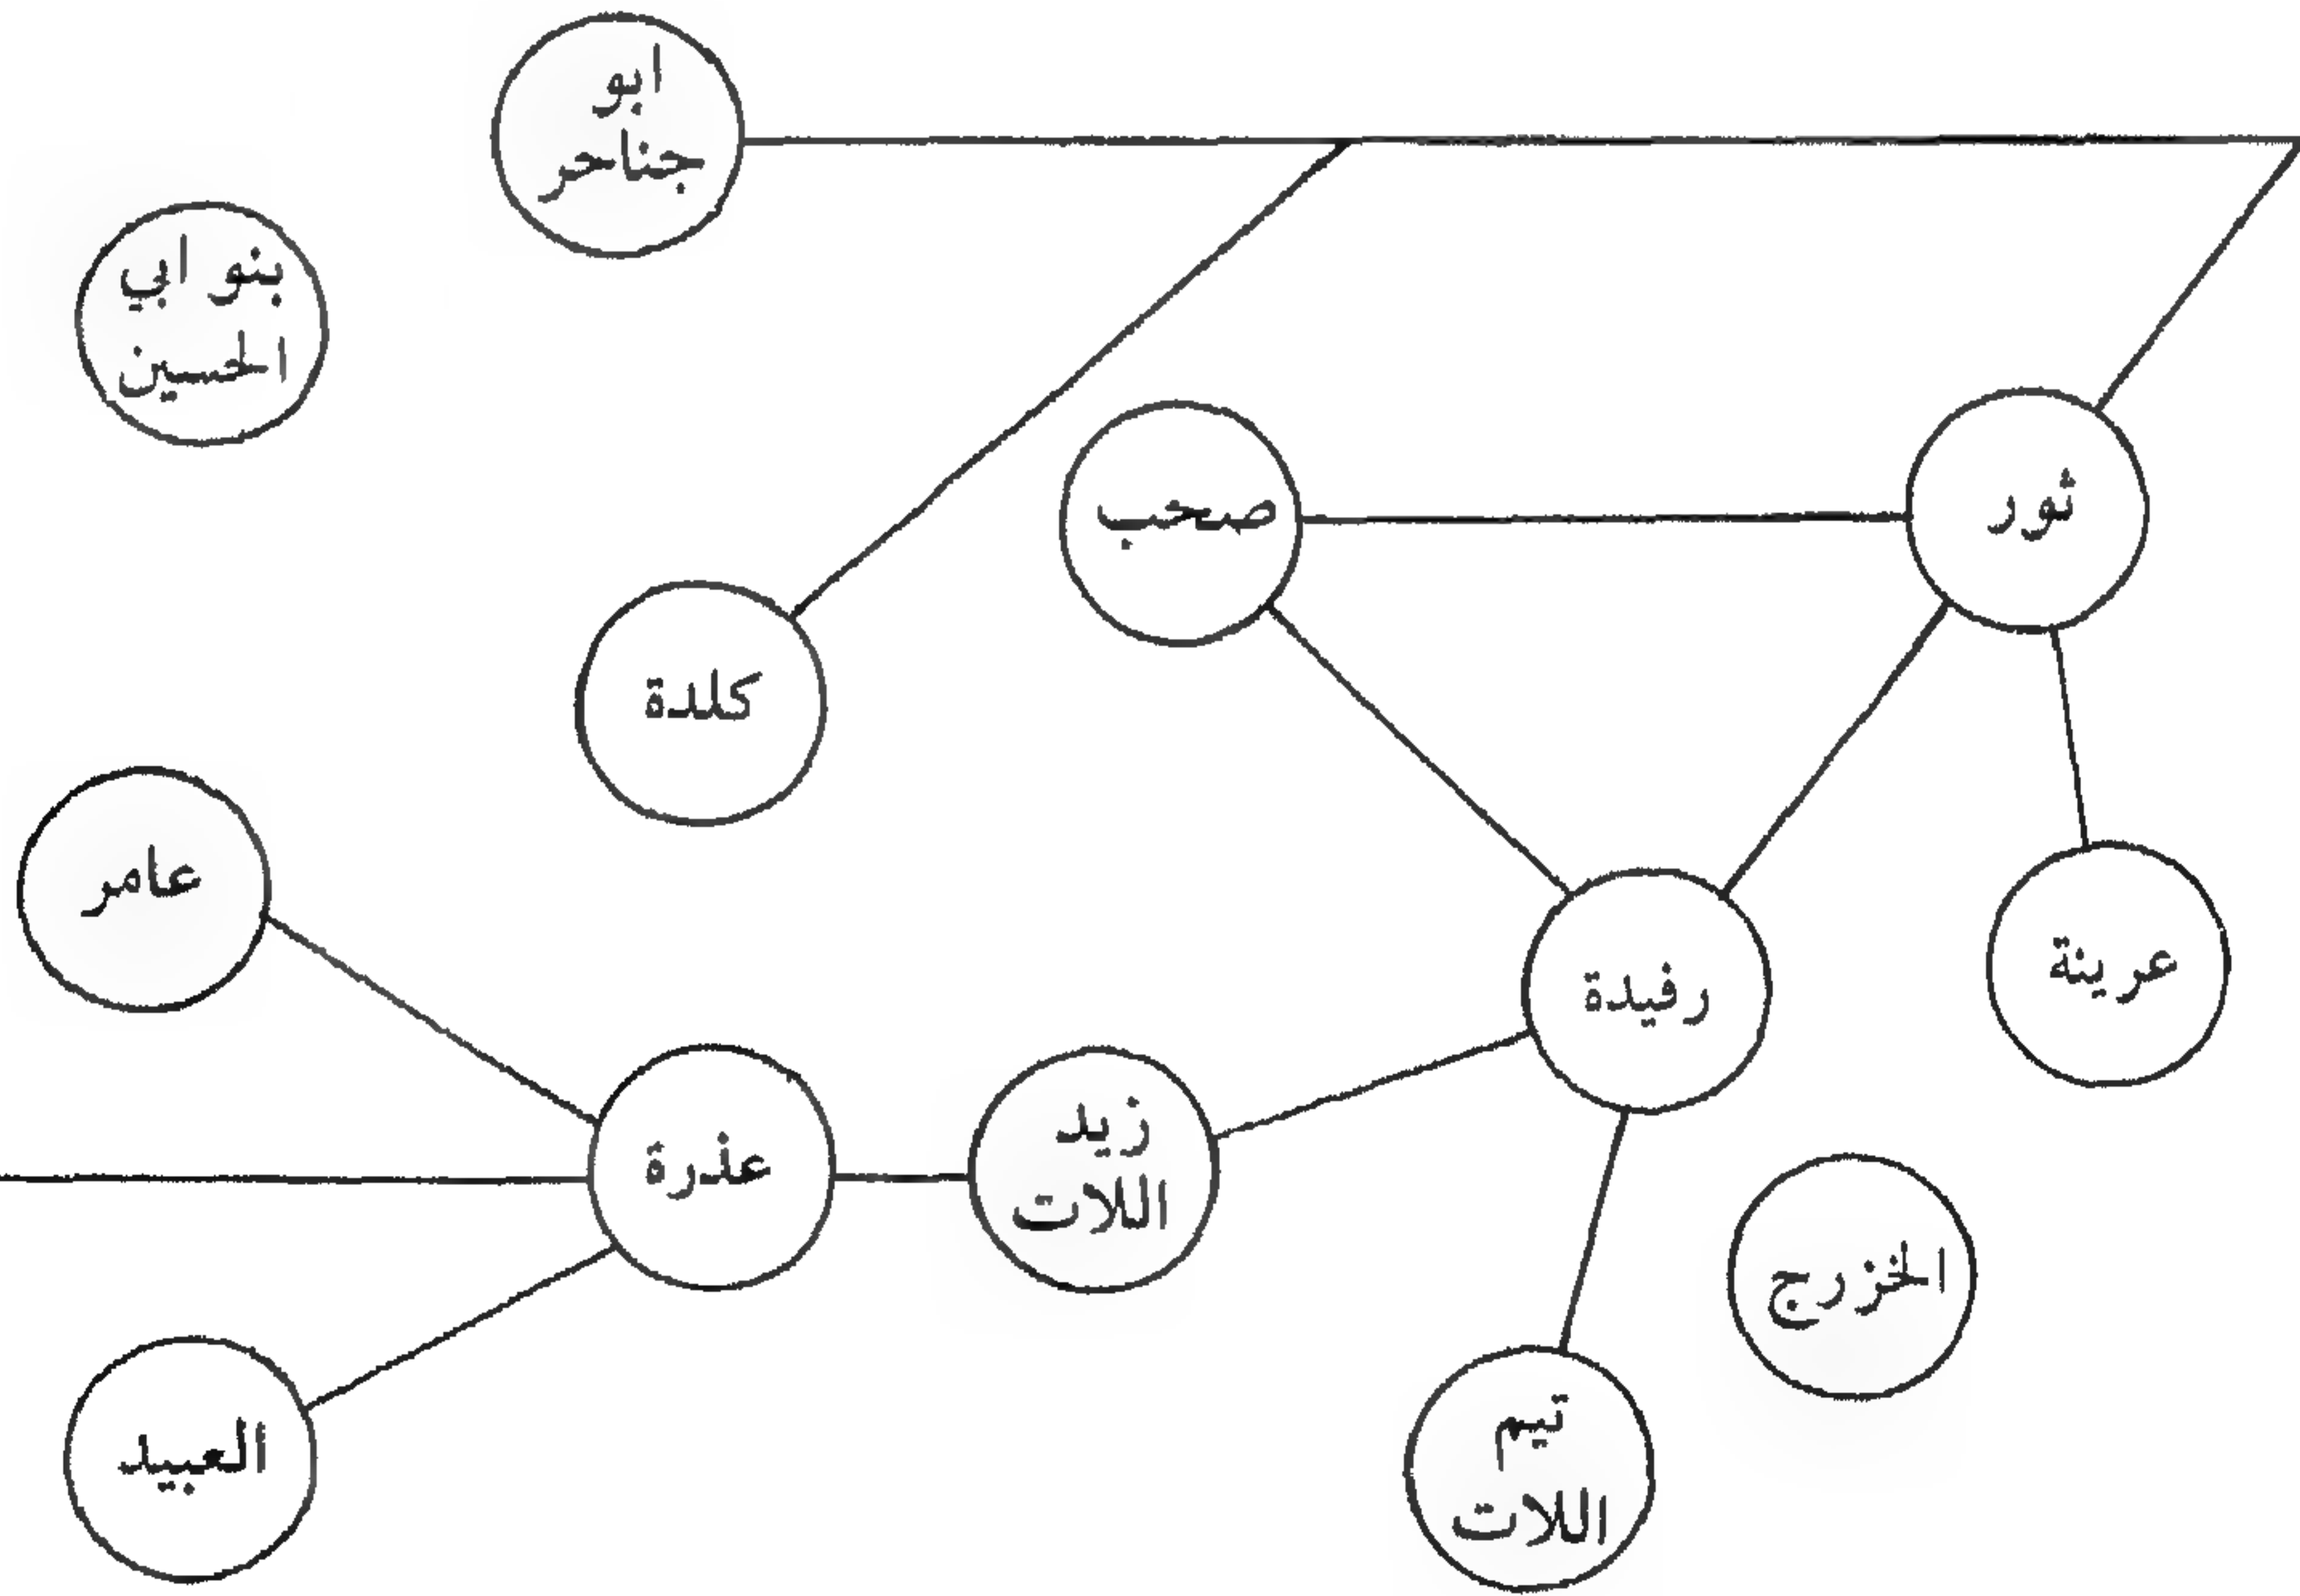 ابو
جناحر
بنو ابي
الحسين
صحب
ثور
كلدة
عامر
رفيدة
عرينة
عذرة
زيد
اللات
الخزرج
العبيد
تيم
اللات